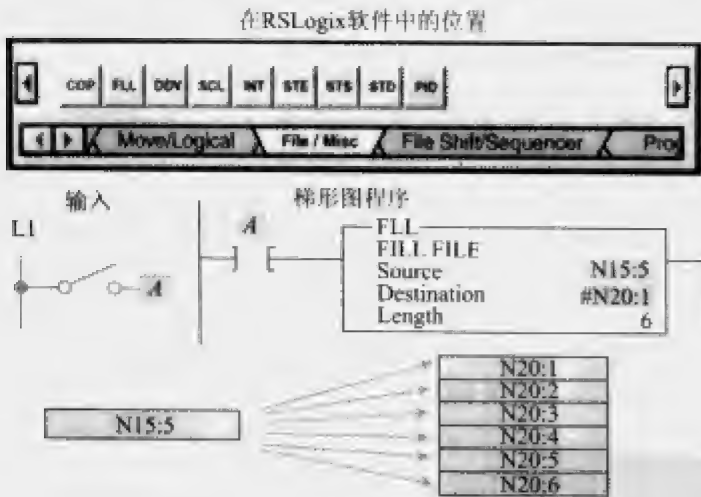 在RSLogix软件中的位置
COP FLL DDV SCL INT STE STS STD PID
Move/Logical File / Misc File Shift/Sequencer Prog
输入
梯形图程序
L1
A
A
FLL
FILL FILE
Source N15:5
Destination #N20:1
Length 6
N15:5
N20:1
N20:2
N20:3
N20:4
N20:5
N20:6